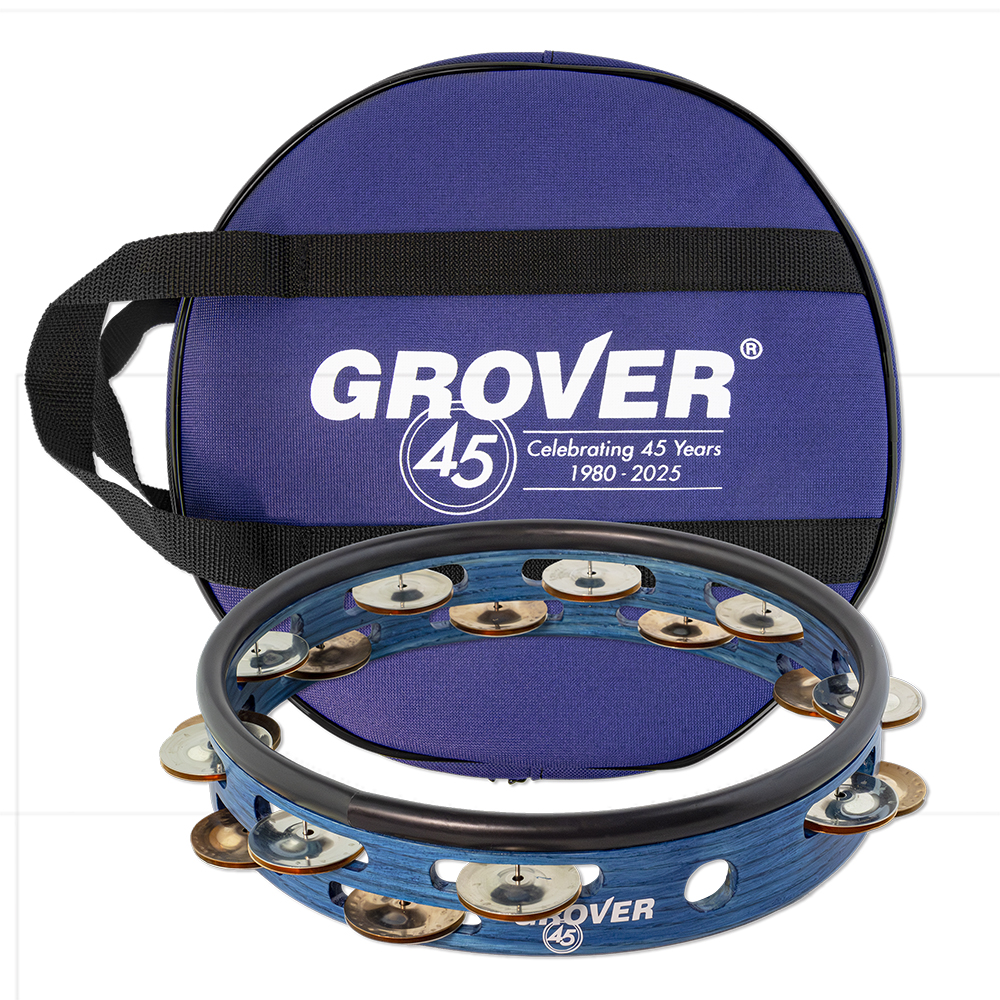 GROVER®
45
Celebrating 45 Years
1980 - 2025
GROVER
45